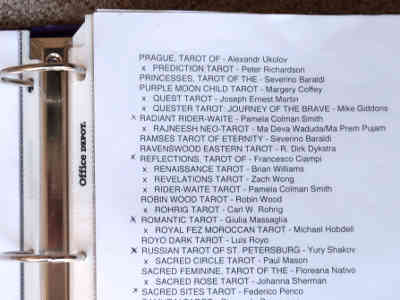 PRAGUE, TAROT OF - Alexandr Ukolov
x PREDICTION TAROT - Peter Richardson
PRINCESSES, TAROT OF THE - Severino Baraldi
PURPLE MOON CHILD TAROT - Margery Coffey
x QUEST TAROT - Joseph Ernest Martin
x QUESTER TAROT: JOURNEY OF THE BRAVE - Mike Giddens
x RADIANT RIDER-WAITE - Pamela Colman Smith
x RAJNEESH NEO-TAROT - Ma Deva Waduda/Ma Prem Pujam
RAMSES TAROT OF ETERNITY - Severino Baraldi
RAVENSWOOD EASTERN TAROT - R. Dirk Dykstra
x REFLECTIONS, TAROT OF - Francesco Ciampi
x RENAISSANCE TAROT - Brian Williams
x REVELATIONS TAROT - Zach Wong
x RIDER-WAITE TAROT - Pamela Colman Smith
ROBIN WOOD TAROT - Robin Wood
x ROHRIG TAROT - Carl W. Rohrig
x ROMANTIC TAROT - Giulia Massaglia
x ROYAL FEZ MOROCCAN TAROT - Michael Hobdell
ROYO DARK TAROT - Luis Royo
x RUSSIAN TAROT OF ST. PETERSBURG - Yury Shakov
x SACRED CIRCLE TAROT - Paul Mason
SACRED FEMININE, TAROT OF THE - Floreana Nativo
x SACRED ROSE TAROT - Johanna Sherman
x SACRED SITES TAROT - Federico Penco
Office DEPOT.